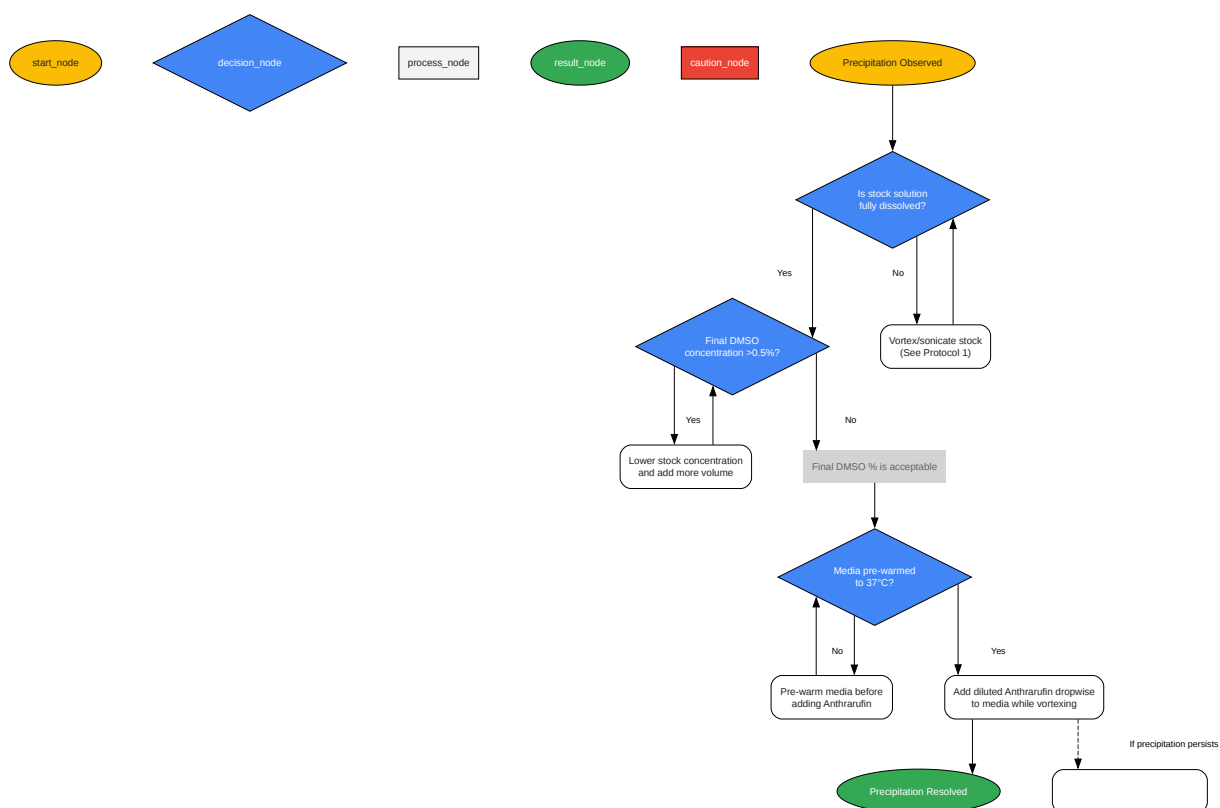 start_node
decision_node
process_node
result_node
caution_node
Precipitation Observed
Is stock solution
fully dissolved?
Yes
No
Final DMSO
concentration >0.5%?
Vortex/sonicate stock
(See Protocol 1)
Yes
No
Lower stock concentration
and add more volume
Final DMSO % is acceptable
Media pre-warmed
to 37°C?
No
Yes
Pre-warm media before
adding Anthrarufin
Add diluted Anthrarufin dropwise
to media while vortexing
If precipitation persists
Precipitation Resolved